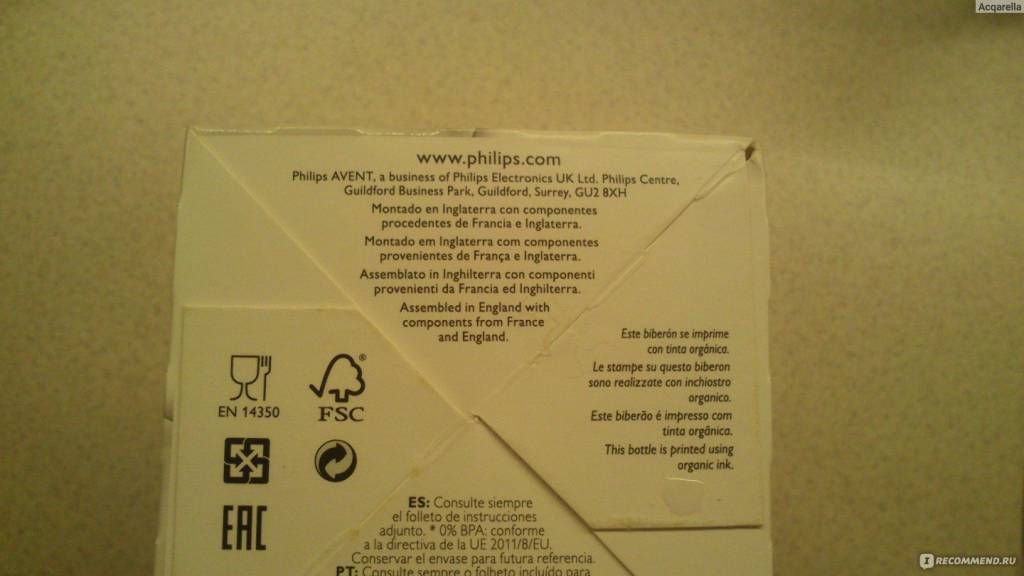 Acqarella
www.philips.com
Philips AVENT, a business of Philips Electronics UK Ltd. Philips Centre,
Guildford Business Park, Guildford, Surrey, GU2 8XH
Montado en Inglaterra con componentes
procedentes de Francia e Inglaterra.
Montado em Inglaterra com componentes
provenientes de França e Inglaterra.
Assemblato in Inghilterra con componenti
provenienti da Francia ed Inghilterra.
Assembled in England with
components from France
and England.
Este biberón se imprime
con tinta orgánica.
Le stampe su questo biberon
sono realizzate con inchiostro
organico.
Este biberão é impresso com
tinta orgânica.
This bottle is printed using
organic ink.
EN 14350
®
FSC
EAC
ES: Consulte siempre
el folleto de instrucciones
adjunto. * 0% BPA: conforme
a la directiva de la UE 2011/8/EU.
Conservar el envase para futura referencia.
PT: Consulte sempre o folheto incluído para
IRECOMMEND.RU